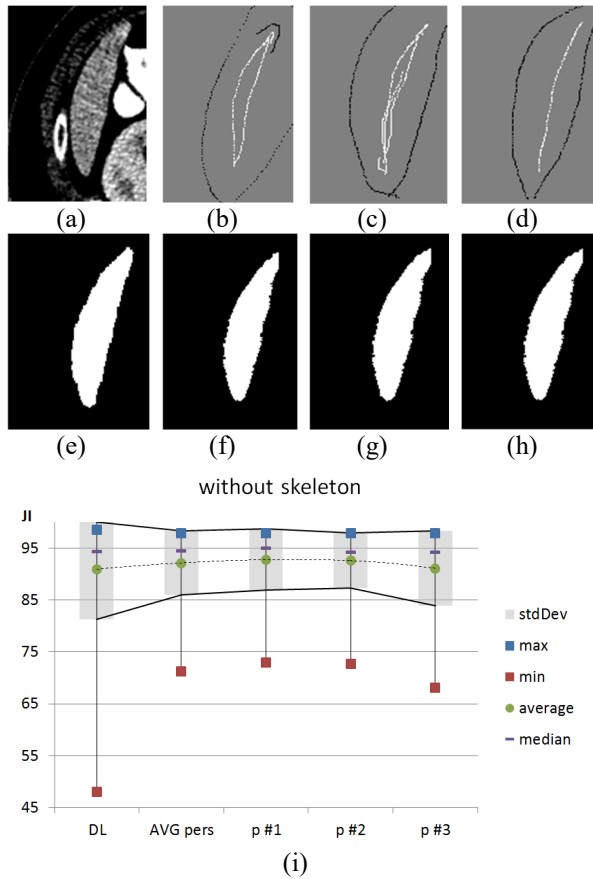 (a) (b) (c) (d)
(e) (f) (g) (h)
without skeleton
JI
95
85
75
65
55
45
DL AVG pers p #1 p #2 p #3
stdDev
max
min
average
median
(i)